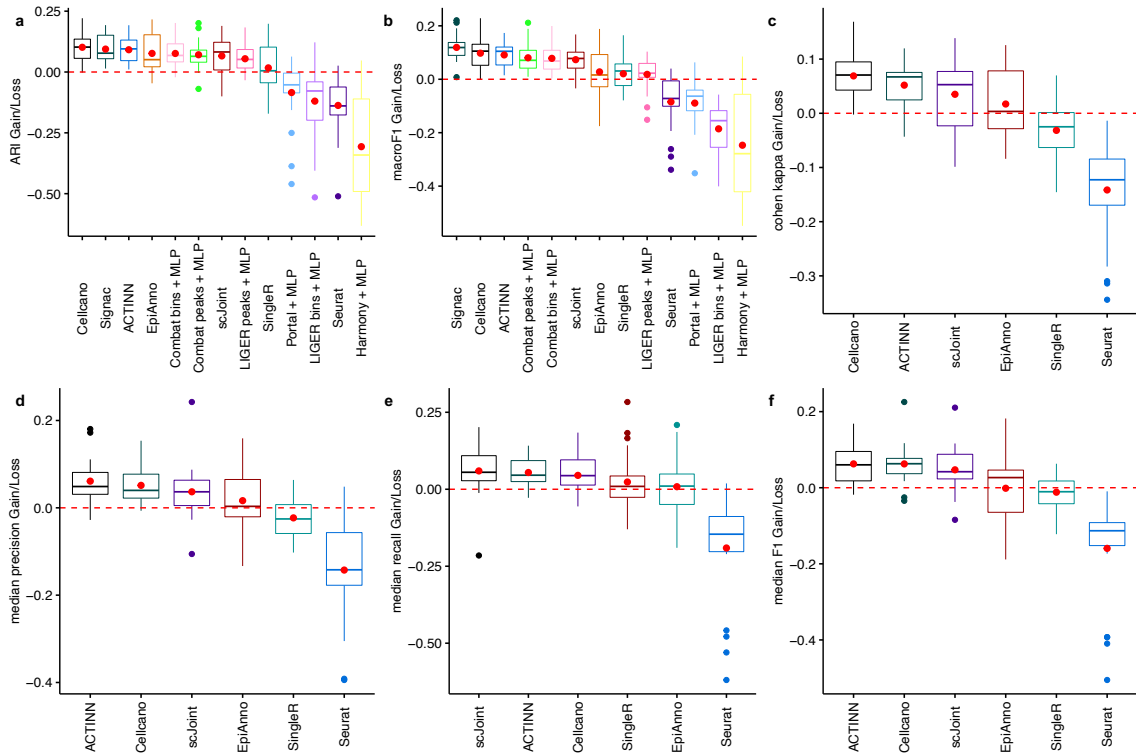 a
ARI Gain/Loss
0.25
0.00
−0.25
−0.50
Cellcano
Signac
ACTINN
EpiAnno
Combat bins + MLP
Combat peaks + MLP
scJoint
LIGER peaks + MLP
SingleR
Portal + MLP
LIGER bins + MLP
Seurat
Harmony + MLP
b
macroF1 Gain/Loss
0.2
0.0
−0.2
−0.4
Signac
Cellcano
ACTINN
Combat peaks + MLP
Combat bins + MLP
scJoint
EpiAnno
SingleR
LIGER peaks + MLP
Seurat
Portal + MLP
LIGER bins + MLP
Harmony + MLP
c
cohen kappa Gain/Loss
0.1
0.0
−0.1
−0.2
−0.3
Cellcano
ACTINN
scJoint
EpiAnno
SingleR
Seurat
d
median precision Gain/Loss
0.2
0.0
−0.2
−0.4
ACTINN
Cellcano
scJoint
EpiAnno
SingleR
Seurat
e
median recall Gain/Loss
0.25
0.00
−0.25
−0.50
scJoint
ACTINN
Cellcano
SingleR
EpiAnno
Seurat
f
median F1 Gain/Loss
0.2
0.0
−0.2
−0.4
ACTINN
Cellcano
scJoint
EpiAnno
SingleR
Seurat